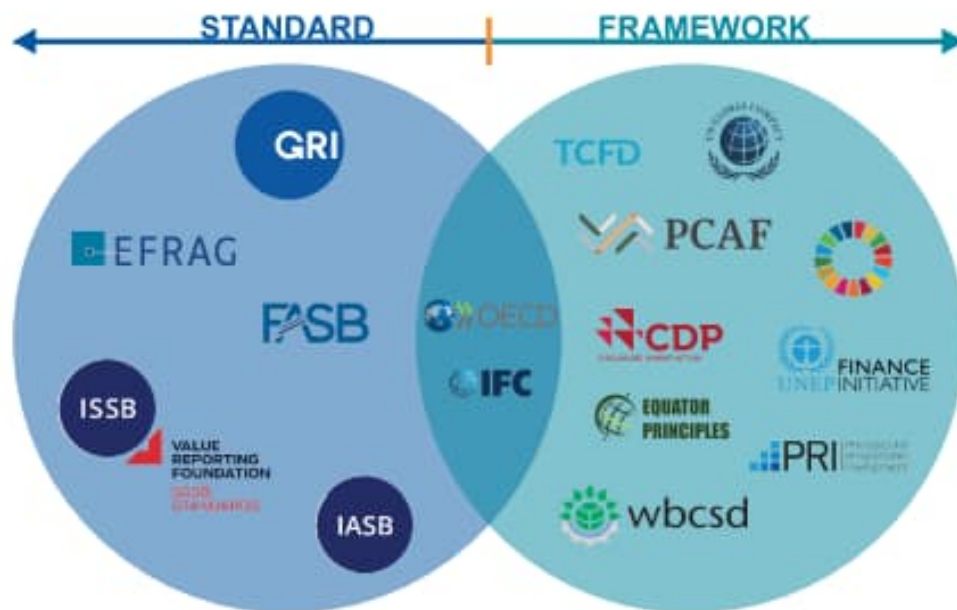 STANDARD
FRAMEWORK
GRI
EFRAG
FASB
ISSB
VALUE
REPORTING
FOUNDATION
IASB
OECD
IFC
TCFD
PCAF
CDP
UNEP
FINANCE
INITIATIVE
EQUATOR
PRINCIPLES
PRI
wbcsd